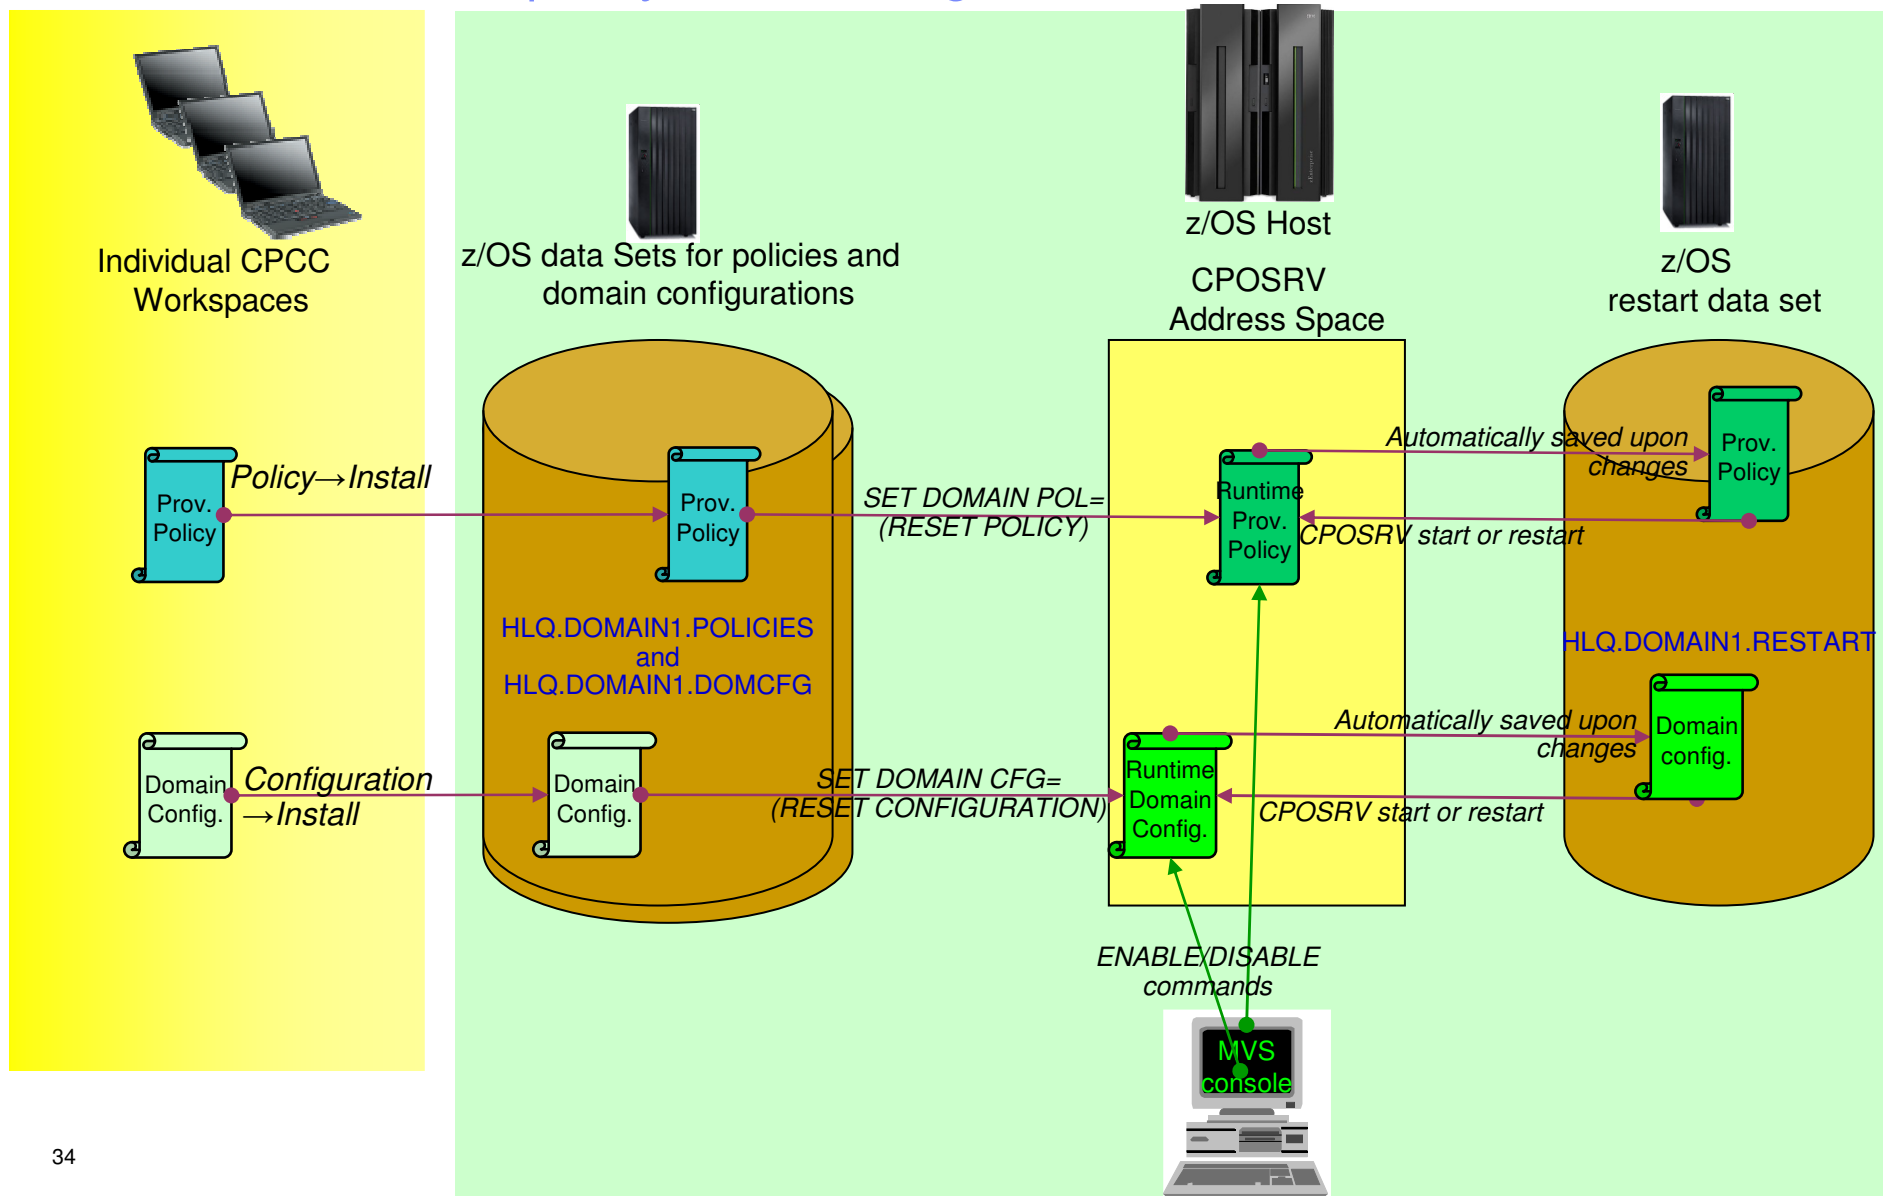 Individual CPCC
Workspaces
z/OS data Sets for policies and
domain configurations
z/OS Host
CPOSRV
Address Space
z/OS
restart data set
Prov.
Policy
Policy→Install
Prov.
Policy
SET DOMAIN POL=
(RESET POLICY)
Runtime
Prov.
Policy
Automatically saved upon
changes
CPOSRV start or restart
Prov.
Policy
HLQ.DOMAIN1.POLICIES
and
HLQ.DOMAIN1.DOMCFG
HLQ.DOMAIN1.RESTART
Domain
Config.
Configuration
→Install
Domain
Config.
SET DOMAIN CFG=
(RESET CONFIGURATION)
Runtime
Domain
Config.
Automatically saved upon
changes
CPOSRV start or restart
Domain
config.
ENABLE/DISABLE
commands
MVS
console
34